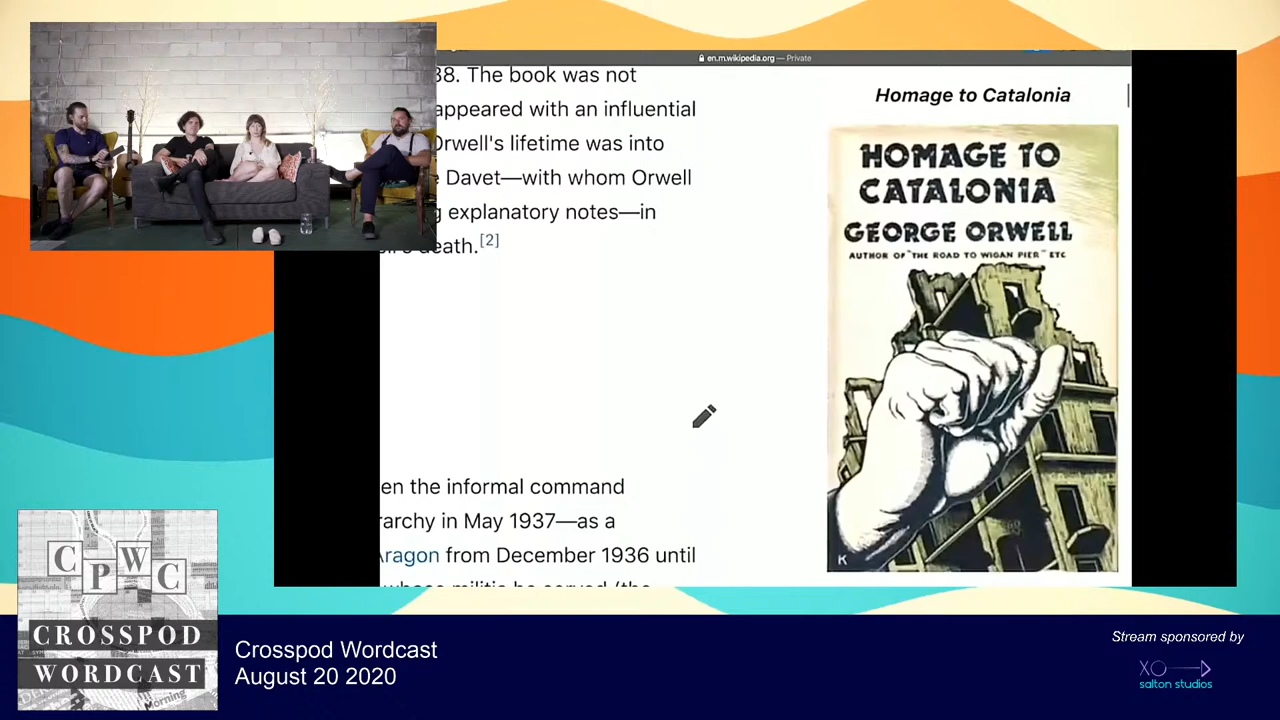 en.m.wikipedia.org — Private
38. The book was not
appeared with an influential
Orwell's lifetime was into
Davet—with whom Orwell
explanatory notes—in
death.[2]
en the informal command
rarchy in May 1937—as a
Aragon from December 1936 until
Homage to Catalonia
HOMAGE TO
CATALONIA
GEORGE ORWELL
AUTHOR OF "THE ROAD TO WIGAN PIER" ETC
K
C P W C
CROSSPOD
WORDCAST
Morning
Crosspod Wordcast
August 20 2020
Stream sponsored by
XO
salton studios